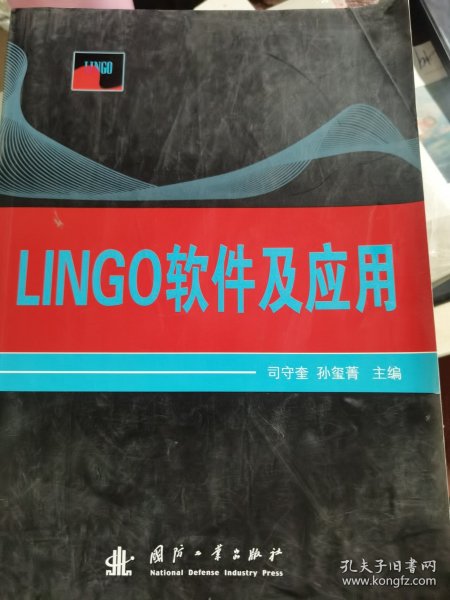 LINGO
LINGO软件及应用
司守奎 孙玺菁 主编
国防工业出版社
National Defense Industry Press
孔夫子旧书网
www.kongfz.com